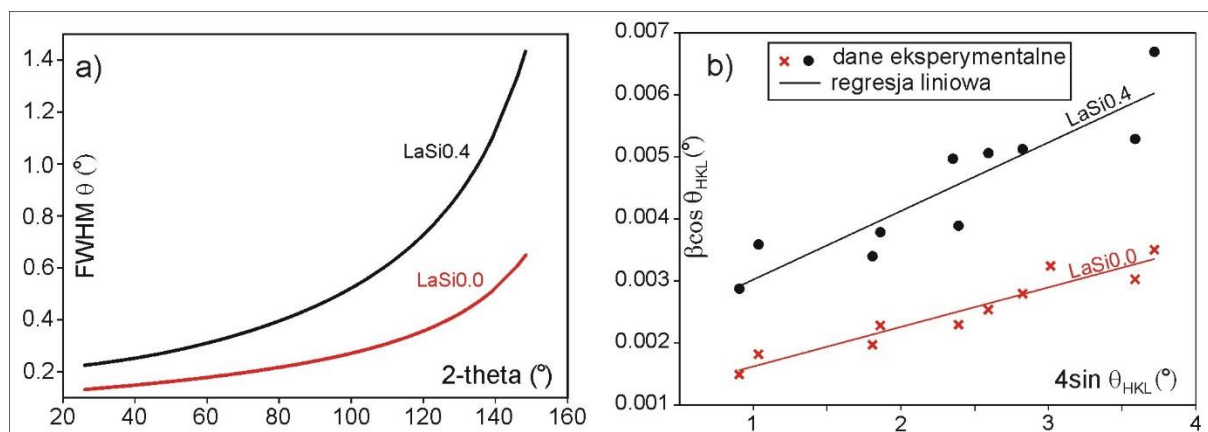 a)
FWHM θ (°)
1.4
1.2
1.0
0.8
0.6
0.4
0.2
LaSi0.4
LaSi0.0
2-theta (°)
20 40 60 80 100 120 140 160
b)
βcos θHKL(°)
0.007
0.006
0.005
0.004
0.003
0.002
0.001
dane eksperymentalne
regresja liniowa
LaSi0.4
LaSi0.0
4sin θHKL(°)
1 2 3 4